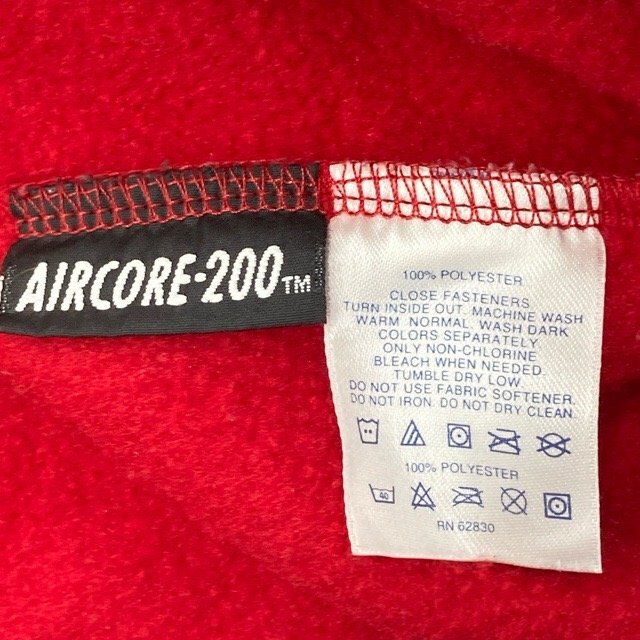 AIRCORE-200™
100% POLYESTER
CLOSE FASTENERS
TURN INSIDE OUT. MACHINE WASH
WARM NORMAL. WASH DARK
COLORS SEPARATELY
ONLY NON-CHLORINE
BLEACH WHEN NEEDED.
TUMBLE DRY LOW.
DO NOT USE FABRIC SOFTENER.
DO NOT IRON. DO NOT DRY CLEAN
100% POLYESTER
40
RN 62830